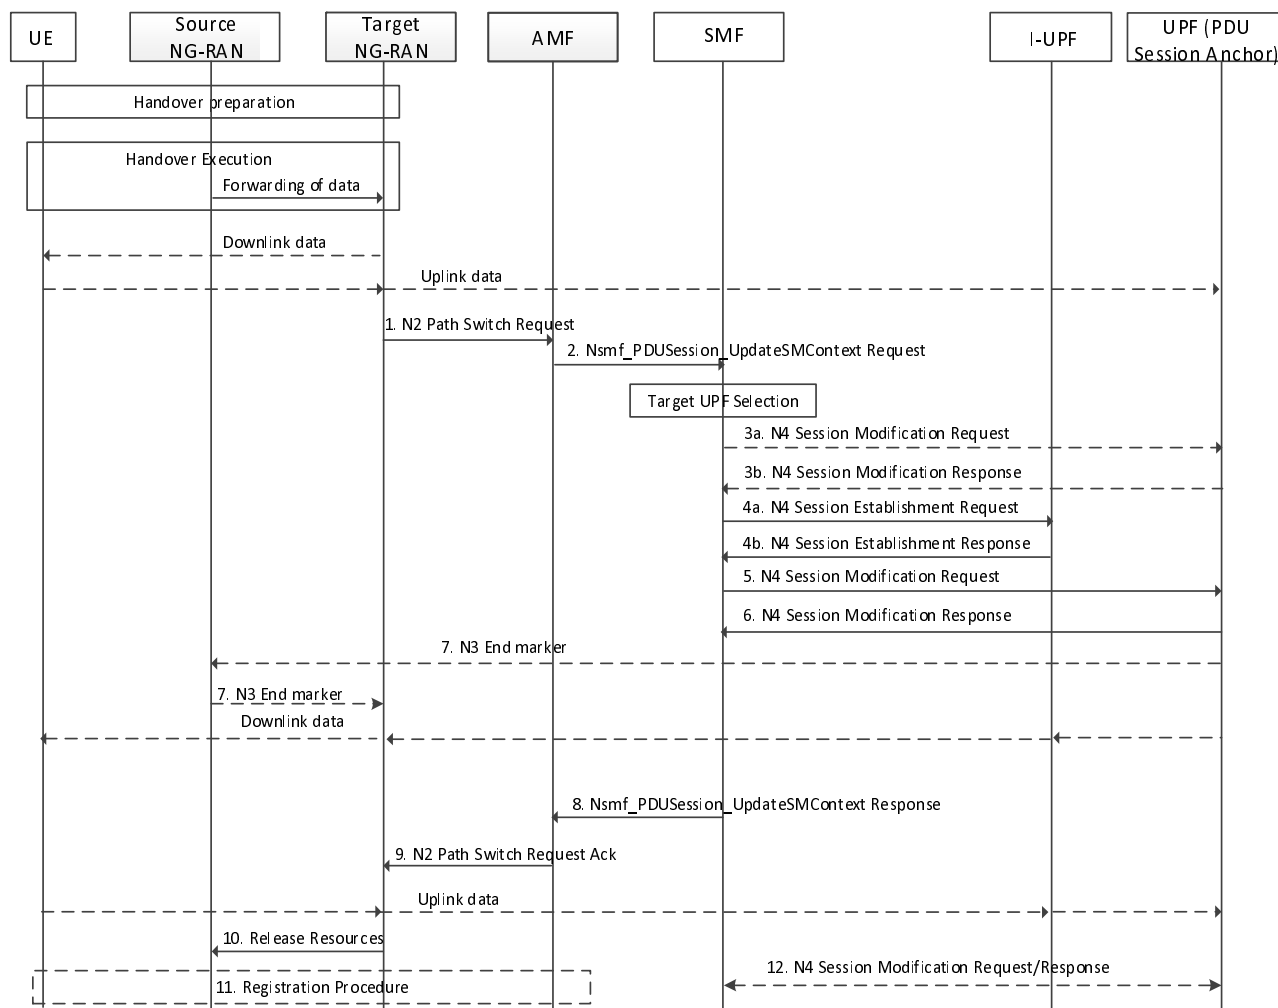 UE
Source
NG-RAN
Target
NG-RAN
AMF
SMF
I-UPF
UPF (PDU
Session Anchor)
Handover preparation
Handover Execution
Forwarding of data
Downlink data
Uplink data
1. N2 Path Switch Request
2. Nsmf_PDUSession_UpdateSMContext Request
Target UPF Selection
3a. N4 Session Modification Request
3b. N4 Session Modification Response
4a. N4 Session Establishment Request
4b. N4 Session Establishment Response
5. N4 Session Modification Request
6. N4 Session Modification Response
7. N3 End marker
7. N3 End marker
Downlink data
8. Nsmf_PDUSession_UpdateSMContext Response
9. N2 Path Switch Request Ack
Uplink data
10. Release Resources
12. N4 Session Modification Request/Response
11. Registration Procedure